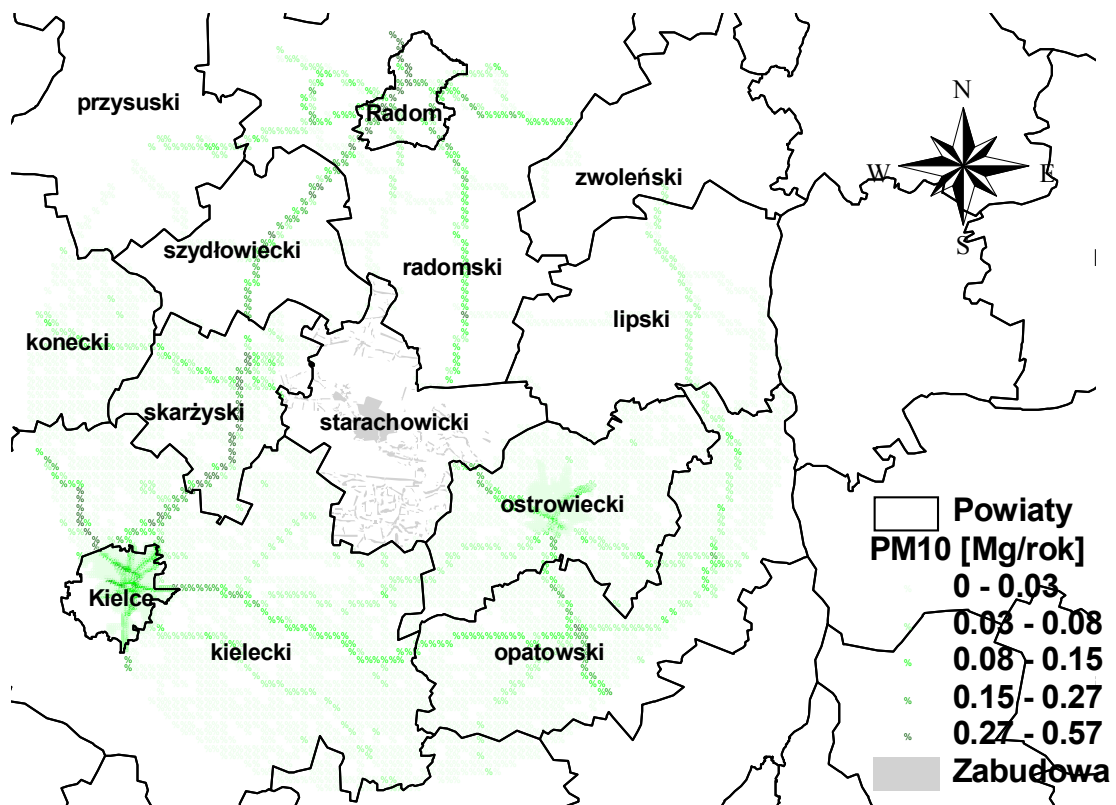 N
przysuski
Radom
W
E
zwoleński
szydłowiecki
S
radomski
lipski
konecki
skarżyski
starachowicki
ostrowiecki
Powiaty
PM10 [Mg/rok]
0 - 0.03
Kielce
0.03 - 0.08
kielecki
opatowski
0.08 - 0.15
0.15 - 0.27
0.27 - 0.57
Zabudowa